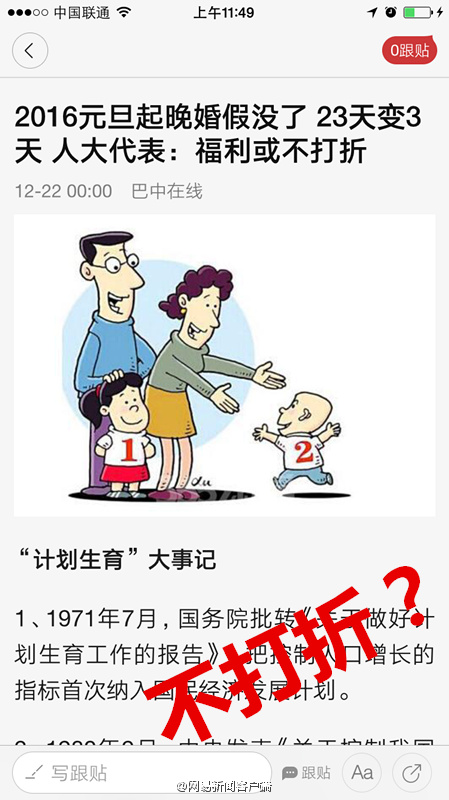 中国联通
上午11:49
0跟贴
2016元旦起晚婚假没了 23天变3
天 人大代表：福利或不打折
12-22 00:00 巴中在线
1
2
“计划生育”大事记
1、1971年7月，国务院批转《关于做好计
划生育工作的报告》，把控制人口增长的
指标首次纳入国民经济发展计划。
不打折？
写跟贴
跟贴
Aa
@网易新闻客户端